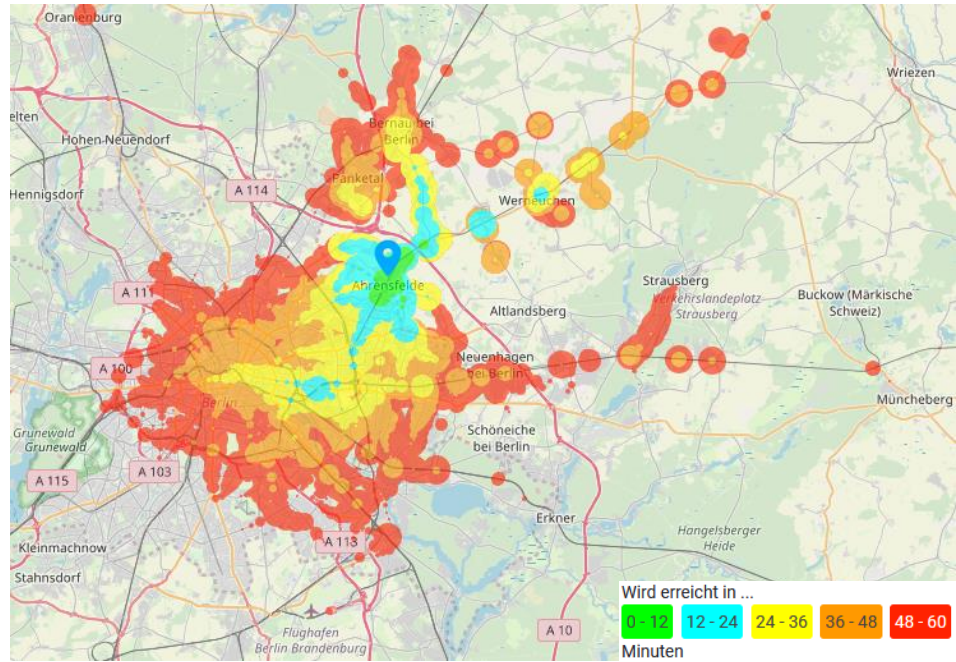 Oranienburg
Wriezen
elten
Hohen Neuendorf
Bernau bei
Berlin
Hennigsdorf
A 114
Panketal
Werneuchen
Ahrensfelde
Strausberg
A 111
Verkehrslandeplatz
Strausberg
Buckow (Märkische
Schweiz)
Altlandsberg
A 100
Neuenhagen
bei Berlin
Berlin
Müncheberg
Grunewald
Grunewald
Schöneiche
bei Berlin
A 115
A 103
Erkner
Hangelsberger
Heide
A 113
Kleinmachnow
Stahnsdorf
Flughafen
Berlin Brandenburg
A 10
Wird erreicht in ...
0 - 12 12 - 24 24 - 36 36 - 48 48 - 60
Minuten